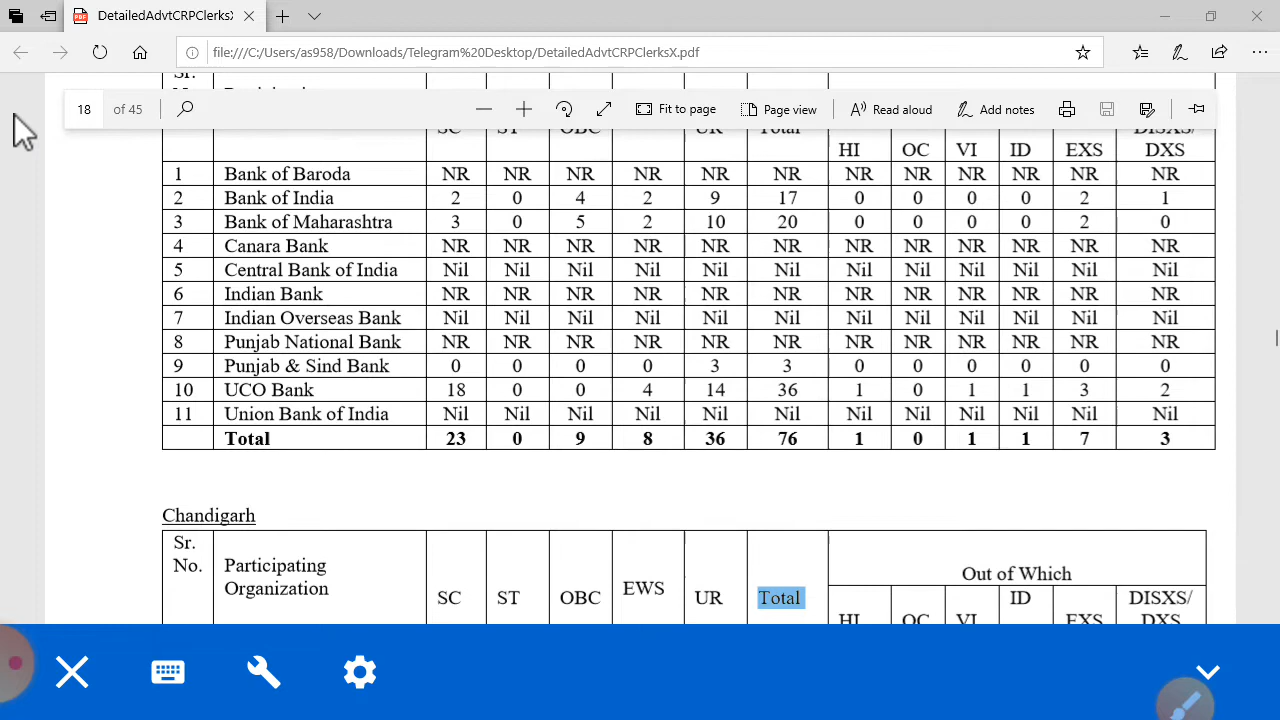 DetailedAdvtCRPClerksX
file:///C:/Users/as958/Downloads/Telegram%20Desktop/DetailedAdvtCRPClerksX.pdf
Sr.
18 of 45 Fit to page Page view Read aloud Add notes
SC ST OBC UR Total DISXS/
HI OC VI ID EXS DXS
1 Bank of Baroda NR NR NR NR NR NR NR NR NR NR NR NR
2 Bank of India 2 0 4 2 9 17 0 0 0 0 2 1
3 Bank of Maharashtra 3 0 5 2 10 20 0 0 0 0 2 0
4 Canara Bank NR NR NR NR NR NR NR NR NR NR NR NR
5 Central Bank of India Nil Nil Nil Nil Nil Nil Nil Nil Nil Nil Nil Nil
6 Indian Bank NR NR NR NR NR NR NR NR NR NR NR NR
7 Indian Overseas Bank Nil Nil Nil Nil Nil Nil Nil Nil Nil Nil Nil Nil
8 Punjab National Bank NR NR NR NR NR NR NR NR NR NR NR NR
9 Punjab & Sind Bank 0 0 0 0 3 3 0 0 0 0 0 0
10 UCO Bank 18 0 0 4 14 36 1 0 1 1 3 2
11 Union Bank of India Nil Nil Nil Nil Nil Nil Nil Nil Nil Nil Nil Nil
Total 23 0 9 8 36 76 1 0 1 1 7 3
Chandigarh
Sr.
No. Participating
Organization
Out of Which
SC ST OBC EWS UR Total ID DISXS/
HI OC VI EXS DXS